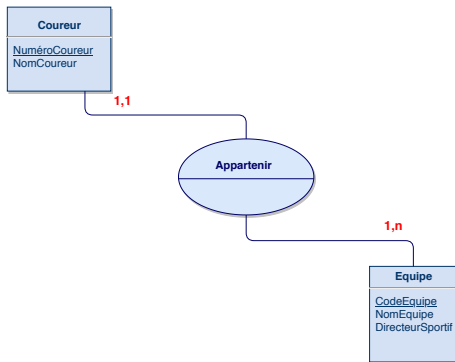 Coureur
NuméroCoureur
NomCoureur
1,1
Appartenir
1,n
Equipe
CodeEquipe
NomEquipe
DirecteurSportif